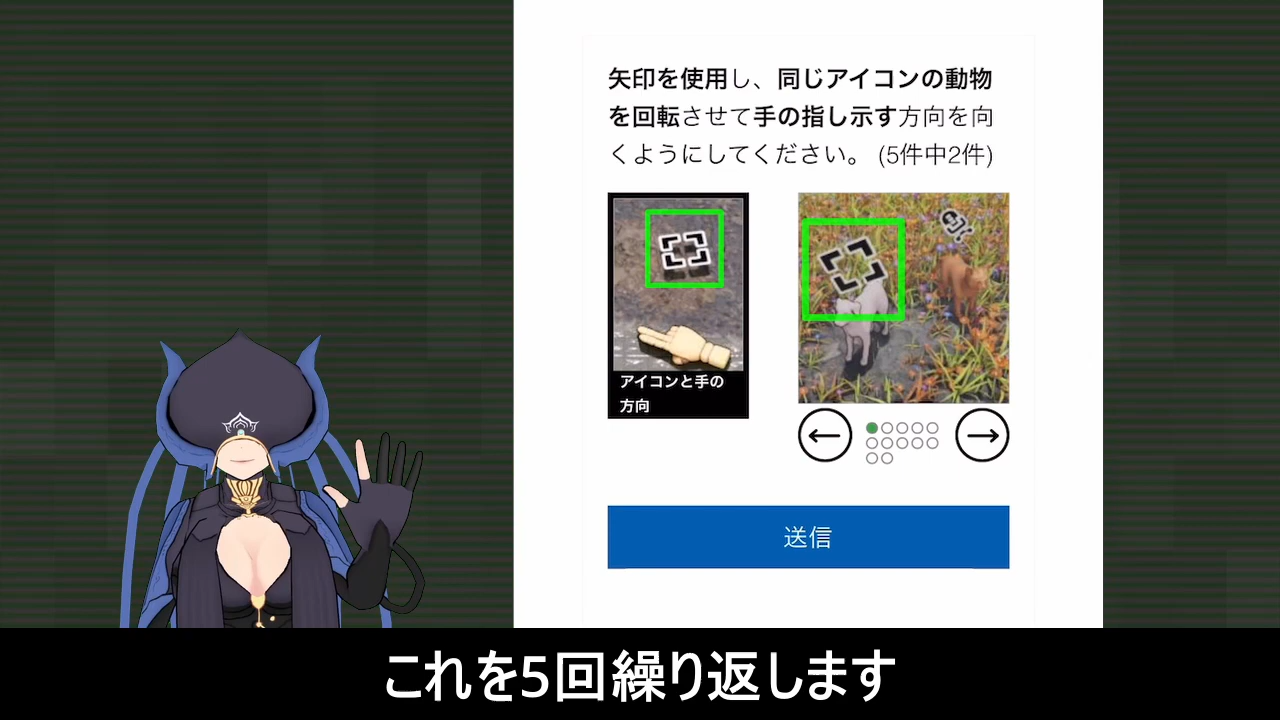 矢印を使用し、同じアイコンの動物
を回転させて手の指し示す方向を向
くようにしてください。 (5件中2件)
アイコンと手の
方向
送信
これを5回繰り返します